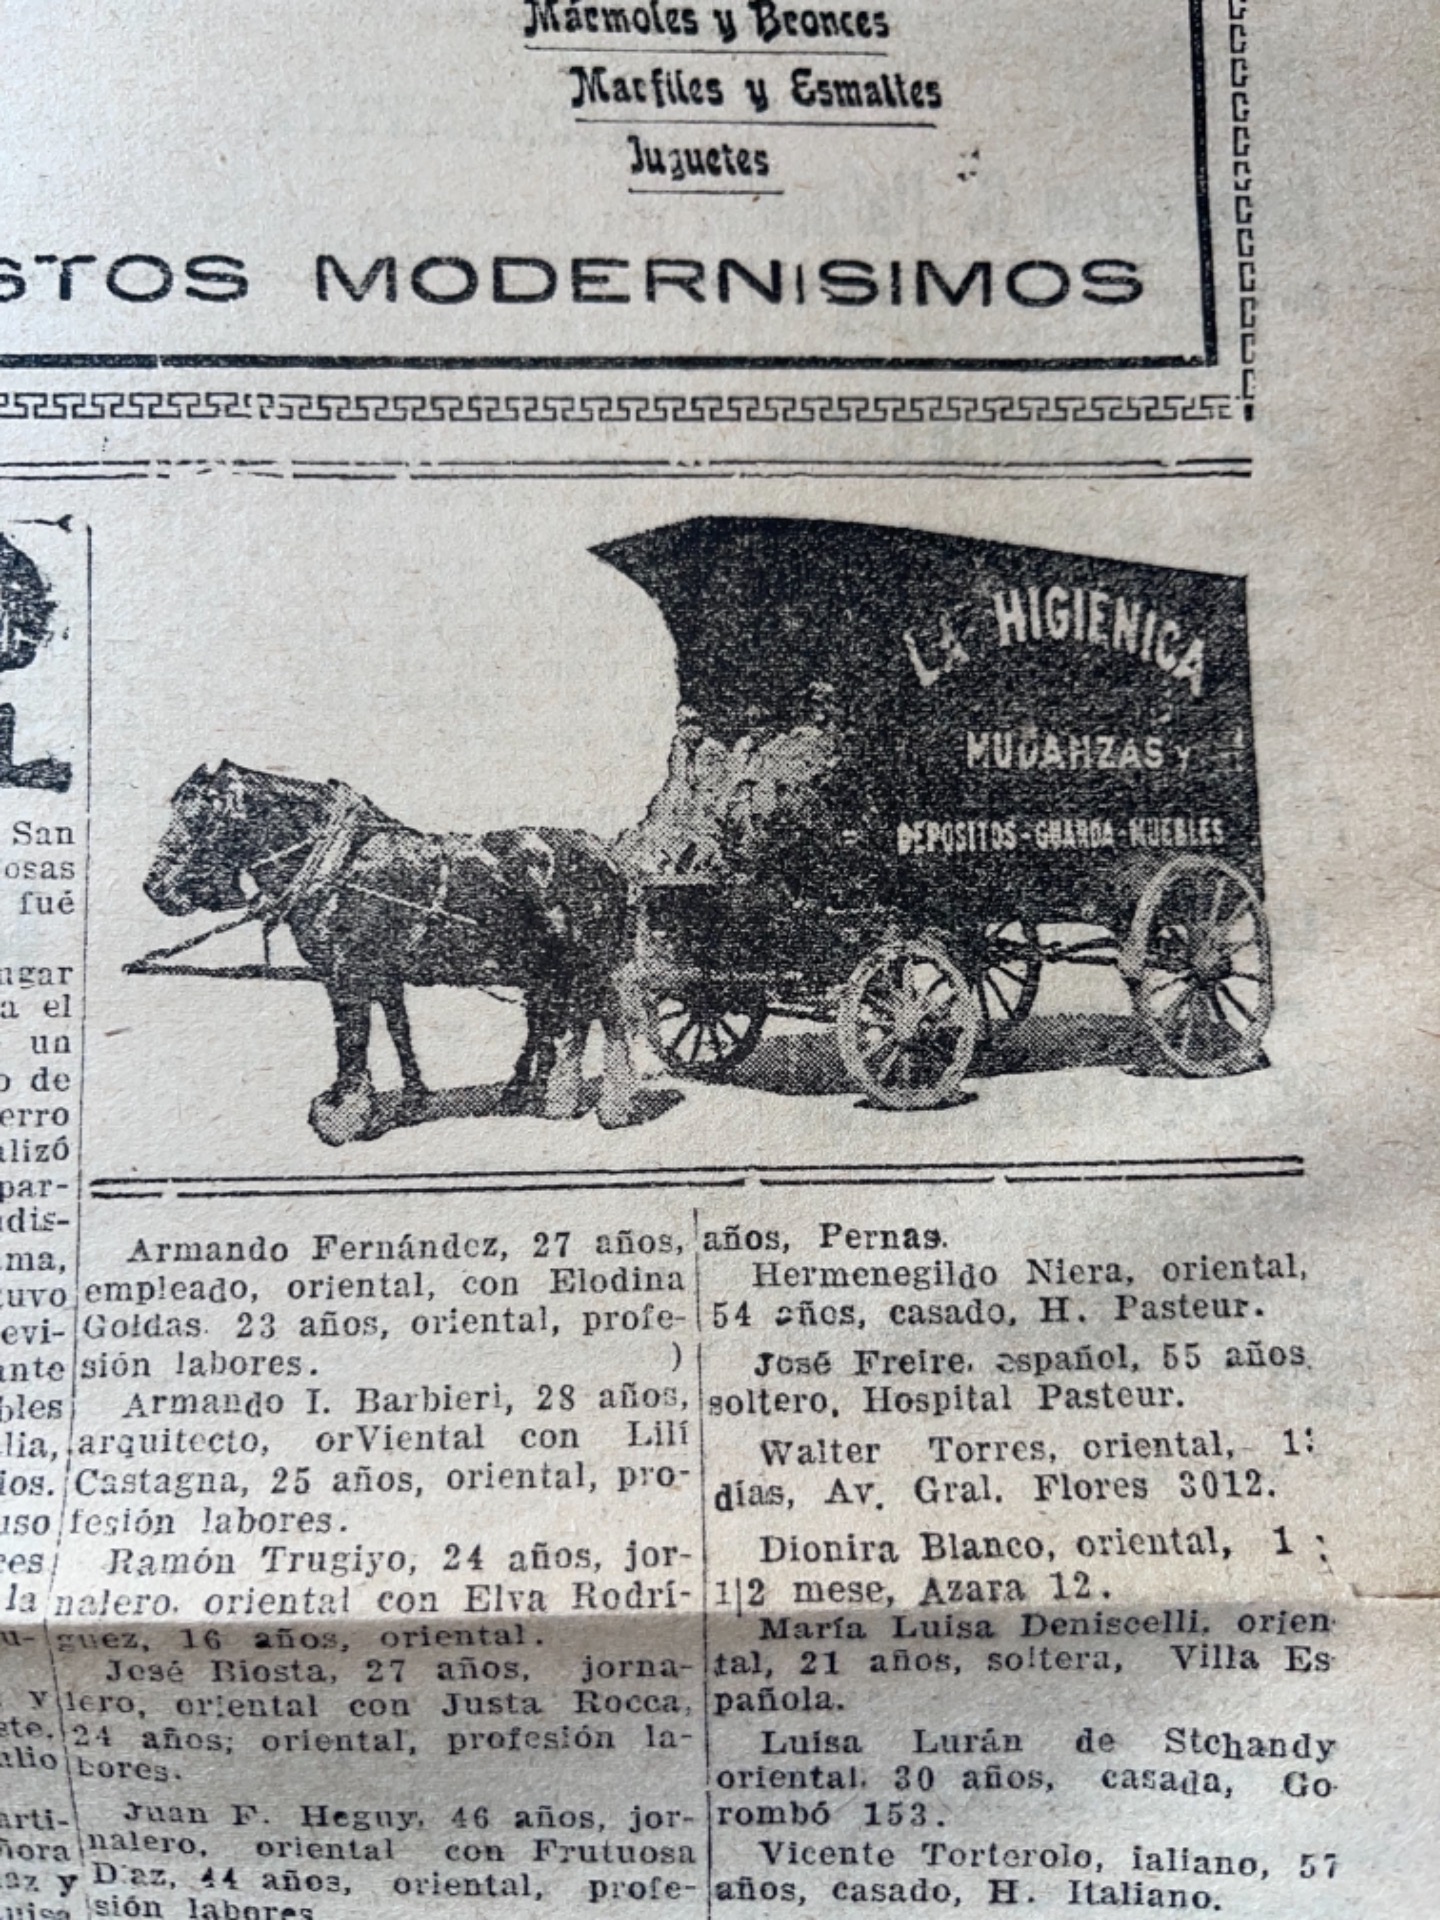 Mármoles y Bronces
Marfiles y Esmaltes
Juguetes
STOS MODERNISIMOS
LA HIGIENICA
MUDANZAS y
DEPOSITOS - GUARDA - MUEBLES
San
osas
fué
ngar
a el
un
o de
erro
alizó
par-
ndis-
ma,
tuvo
evi-
ante
bles
lia,
ios.
uso
res
la
u-
y
ste.
ulio
arti-
ñora
az y
uisa
Armando Fernández, 27 años,
empleado, oriental, con Elodina
Goldas. 23 años, oriental, profe-
sión labores. )
Armando I. Barbieri, 28 años,
arquitecto, orViental con Lilí
Castagna, 25 años, oriental, pro-
fesión labores.
Ramón Trugiyo, 24 años, jor-
nalero. oriental con Elva Rodrí-
guez, 16 años, oriental.
José Biosta, 27 años, jorna-
lero, oriental con Justa Rocca,
24 años; oriental, profesión la-
bores.
Juan F. Heguy, 46 años, jor-
nalero, oriental con Frutuosa
Díaz, 44 años, oriental, profe-
sión labores
años, Pernas.
Hermenegildo Niera, oriental,
54 años, casado, H. Pasteur.
José Freire. español, 55 años
soltero, Hospital Pasteur.
Walter Torres, oriental,
días, Av. Gral. Flores 3012.
Dionira Blanco, oriental, 1
1|2 mese, Azara 12.
María Luisa Deniscelli. orien-
tal, 21 años, soltera, Villa Es-
pañola.
Luisa Lurán de Stchandy
oriental. 30 años, casada, Go-
rombó 153.
Vicente Torterolo, ialiano, 57
años, casado, H. Italiano.